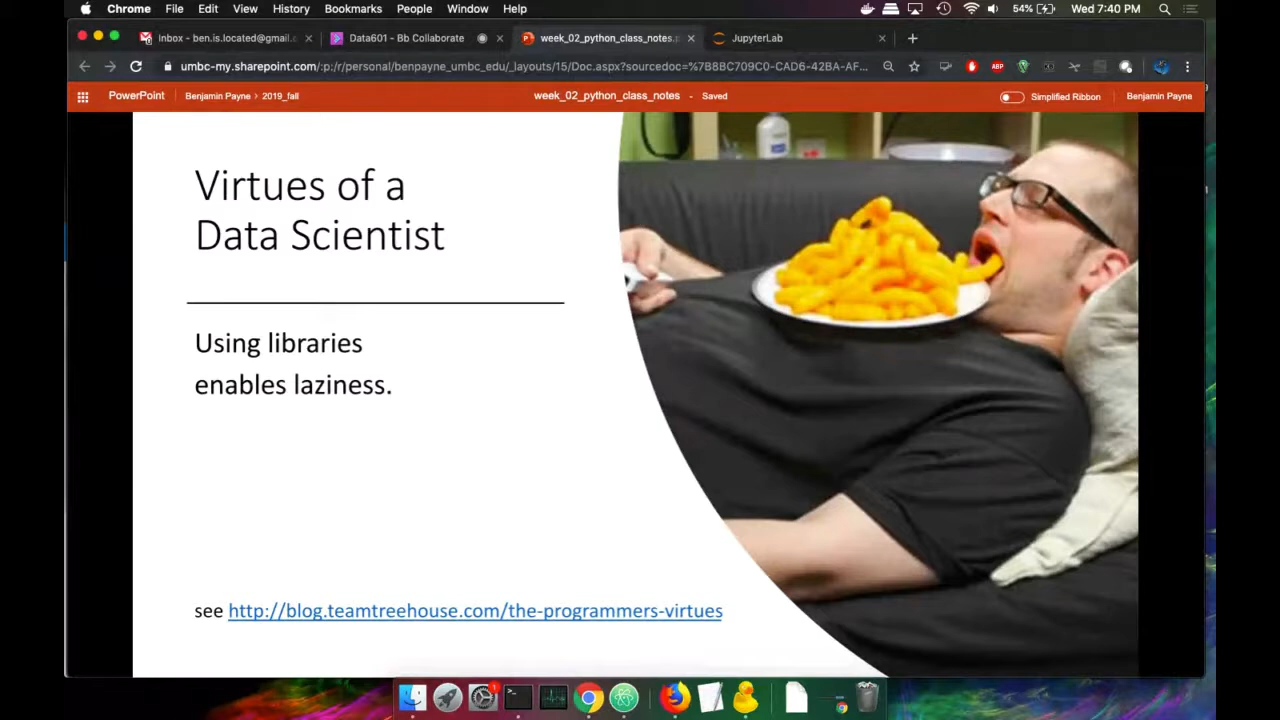 Chrome File Edit View History Bookmarks People Window Help 54% Wed 7:40 PM
Inbox - ben.is.located@gmail.c Data601 - Bb Collaborate week_02_python_class_notes.p JupyterLab
umbc-my.sharepoint.com/:p:/r/personal/benpayne_umbc_edu/_layouts/15/Doc.aspx?sourcedoc=%7B8BC709C0-CAD6-42BA-AF... ABP
PowerPoint Benjamin Payne > 2019_fall week_02_python_class_notes - Saved Simplified Ribbon Benjamin Payne
Virtues of a
Data Scientist
Using libraries
enables laziness.
see http://blog.teamtreehouse.com/the-programmers-virtues